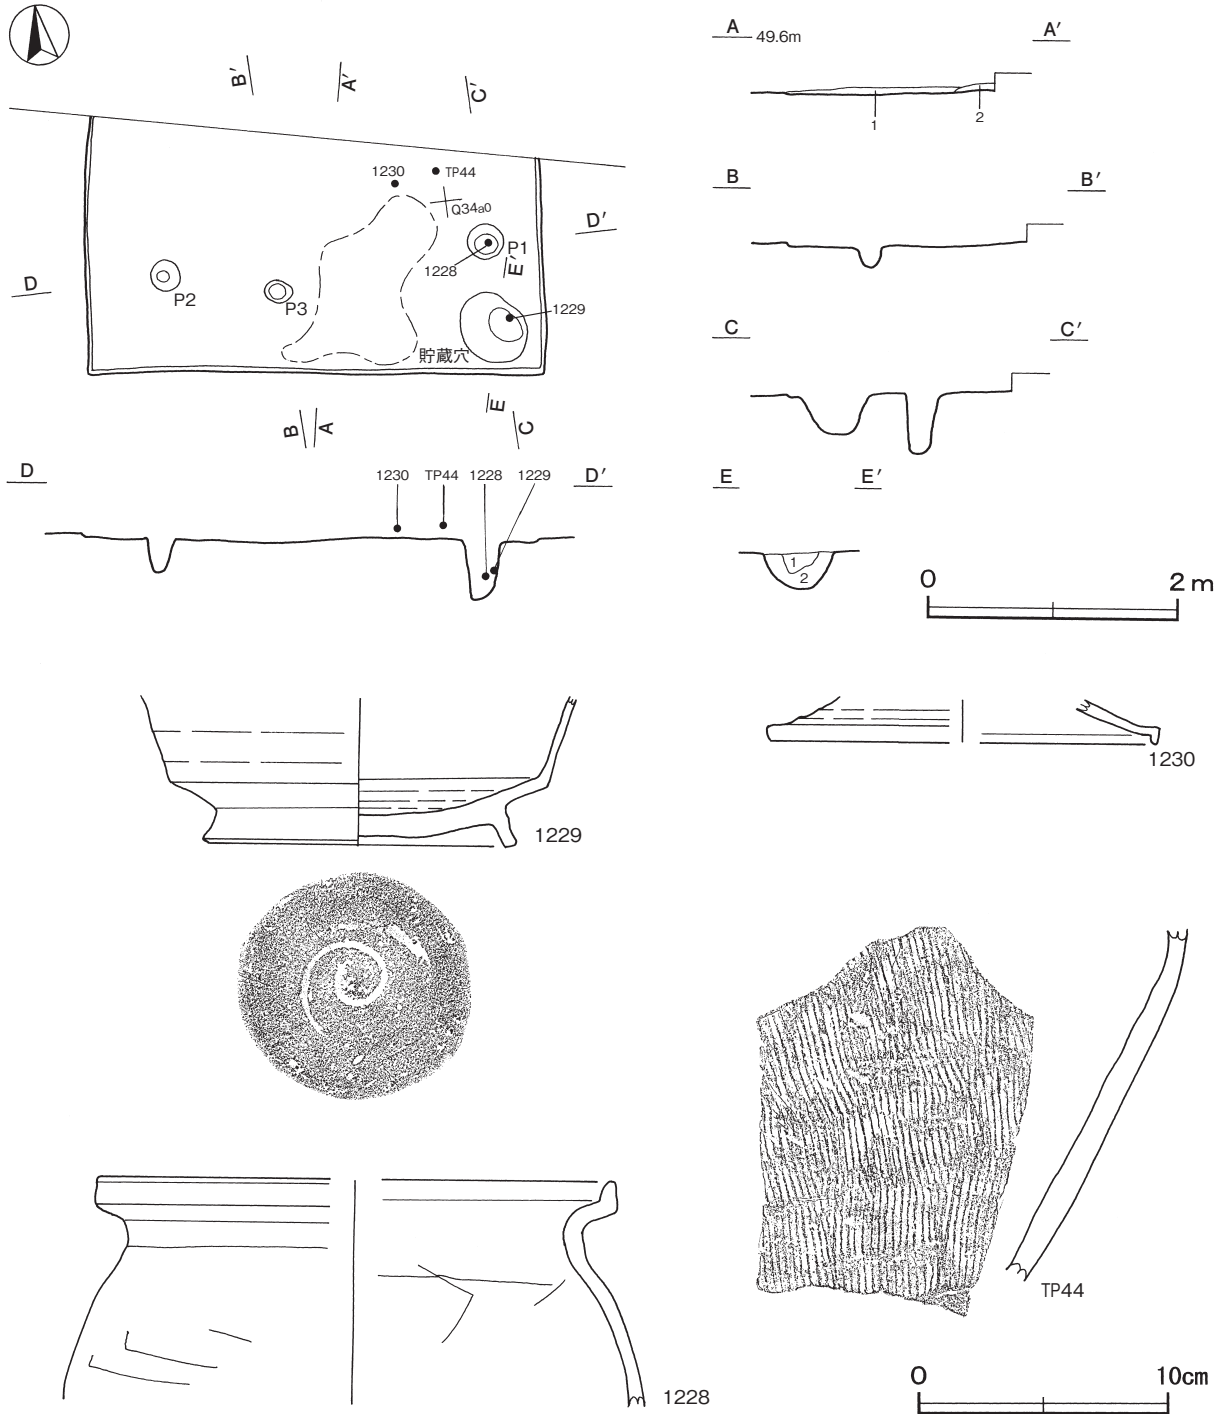 B′
A′
C′
A 49.6m A′
1
2
1230
TP44
Q34a0
P1
1228
E′
D′
D
P2
P3
1229
貯蔵穴
B B′
C C′
B
A
E
C
D
1230 TP44 1228 1229
D′
E E′
1
2
0 2m
1229
1230
TP44
1228
0 10cm